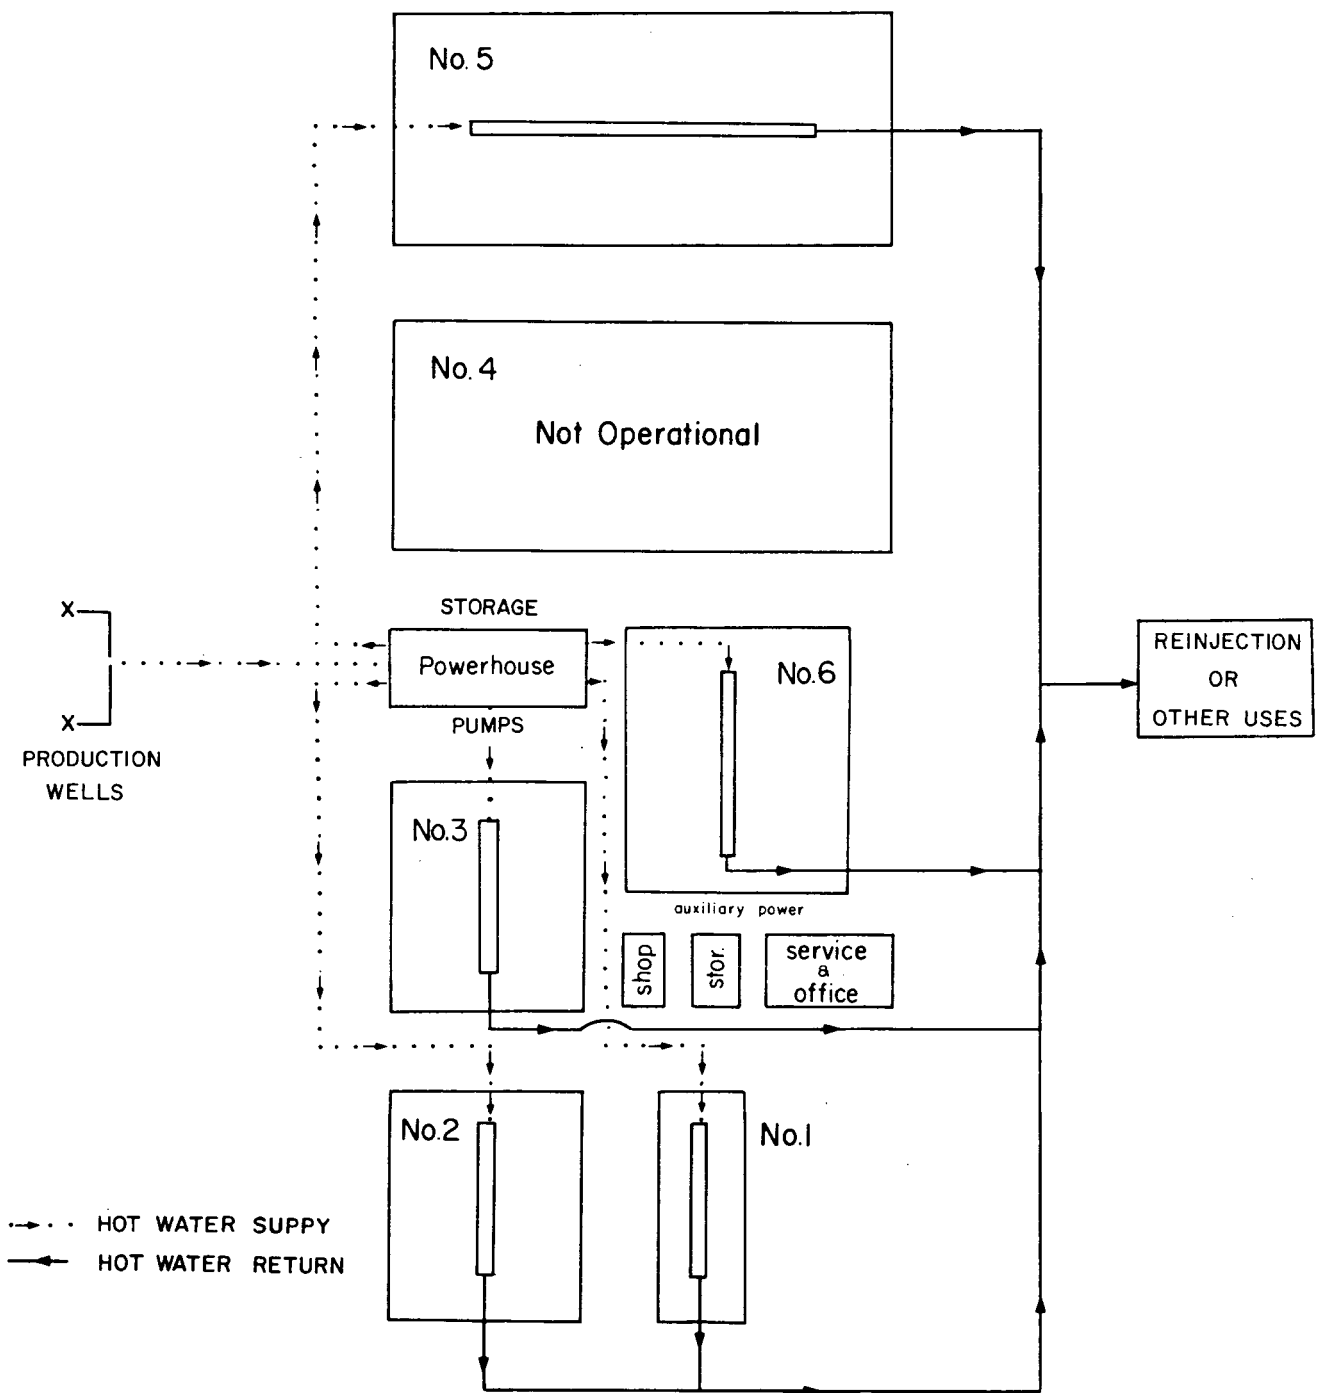 No. 5
No. 4
Not Operational
STORAGE
Powerhouse
PUMPS
No.6
REINJECTION
OR
OTHER USES
X
X
PRODUCTION
WELLS
No.3
auxiliary power
shop
stor.
service
&
office
No.2
No.1
HOT WATER SUPPY
HOT WATER RETURN